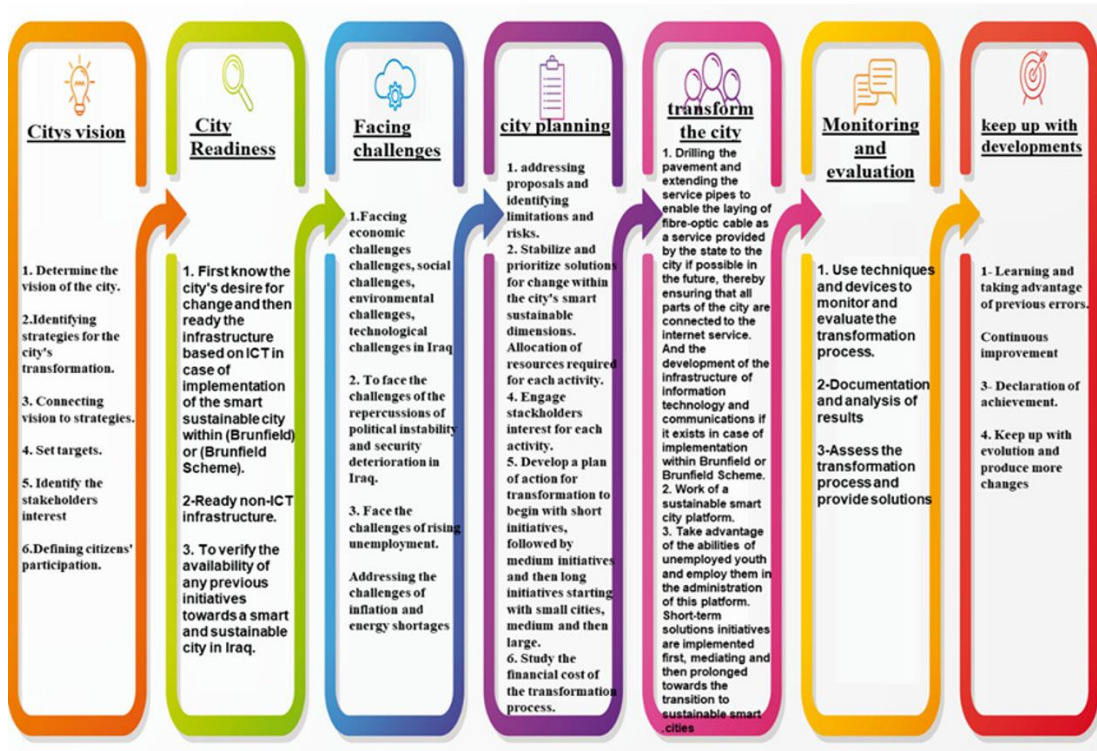 Citys vision
1. Determine the
vision of the city.
2.Identifying
strategies for the
city's
transformation.
3. Connecting
vision to strategies.
4. Set targets.
5. Identify the
stakeholders
interest
6.Defining citizens'
participation.
City
Readiness
1. First know the
city's desire for
change and then
ready the
infrastructure
based on ICT in
case of
implementation
of the smart
sustainable city
within (Brunfield)
or (Brunfield
Scheme).
2-Ready non-ICT
infrastructure.
3. To verify the
availability of
any previous
initiatives
towards a smart
and sustainable
city in Iraq.
Facing
challenges
1.Faccing
economic
challenges
challenges, social
challenges,
environmental
challenges,
technological
challenges in Iraq
2. To face the
challenges of the
repercussions of
political instability
and security
deterioration in
Iraq.
3. Face the
challenges of rising
unemployment.
Addressing the
challenges of
inflation and
energy shortages
city planning
1. addressing
proposals and
identifying
limitations and
risks.
2. Stabilize and
prioritize solutions
for change within
the city's smart
sustainable
dimensions.
Allocation of
resources required
for each activity.
4. Engage
stackholders
interest for each
activity.
5. Develop a plan
of action for
transformation to
begin with short
initiatives,
followed by
medium initiatives
and then long
initiatives starting
with small cities,
medium and then
large.
6. Study the
financial cost of
the transformation
process.
transform
the city
1. Drilling the
pavement and
extending the
service pipes to
enable the laying of
fibre-optic cable as
a service provided
by the state to the
city if possible in
the future, thereby
ensuring that all
parts of the city are
connected to the
internet service.
And the
development of the
infrastructure of
information
technology and
communications if
it exists in case of
implementation
within Brunfield or
Brunfield Scheme.
2. Work of a
sustainable smart
city platform.
3. Take advantage
of the abilities of
unemployed youth
and employ them in
the administration
of this platform.
Short-term
solutions initiatives
are implemented
first, mediating and
then prolonged
towards the
transition to
sustainable smart
.cities
Monitoring
and
evaluation
1. Use techniques
and devices to
monitor and
evaluate the
transformation
process.
2-Documentation
and analysis of
results
3-Assess the
transformation
process and
provide solutions
keep up with
developments
1- Learning and
taking advantage
of previous errors.
Continuous
improvement
3- Declaration of
achievement.
4. Keep up with
evolution and
produce more
changes